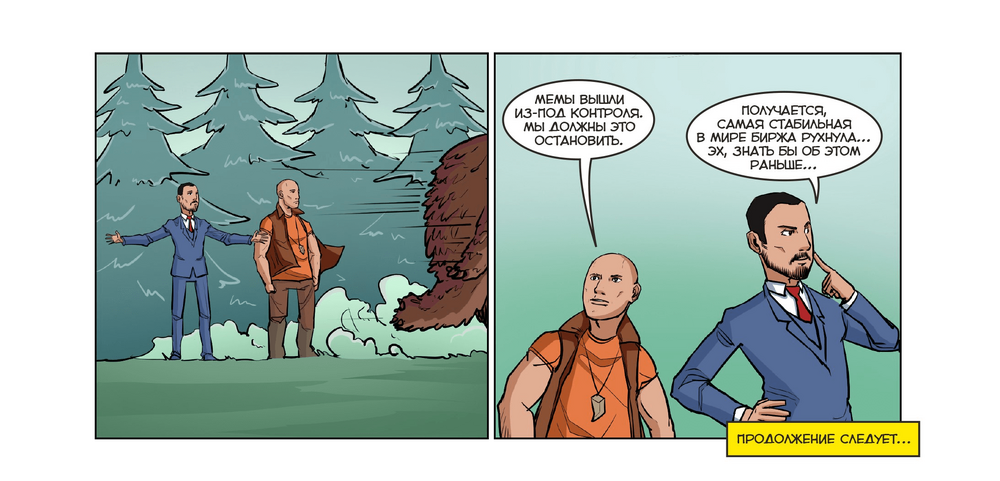 МЕМЫ ВЫШЛИ
ИЗ-ПОД КОНТРОЛЯ.
МЫ ДОЛЖНЫ ЭТО
ОСТАНОВИТЬ.
ПОЛУЧАЕТСЯ,
САМАЯ СТАБИЛЬНАЯ
В МИРЕ БИРЖА РУХНУЛА...
ЭХ, ЗНАТЬ БЫ ОБ ЭТОМ
РАНЬШЕ...
ПРОДОЛЖЕНИЕ СЛЕДУЕТ...